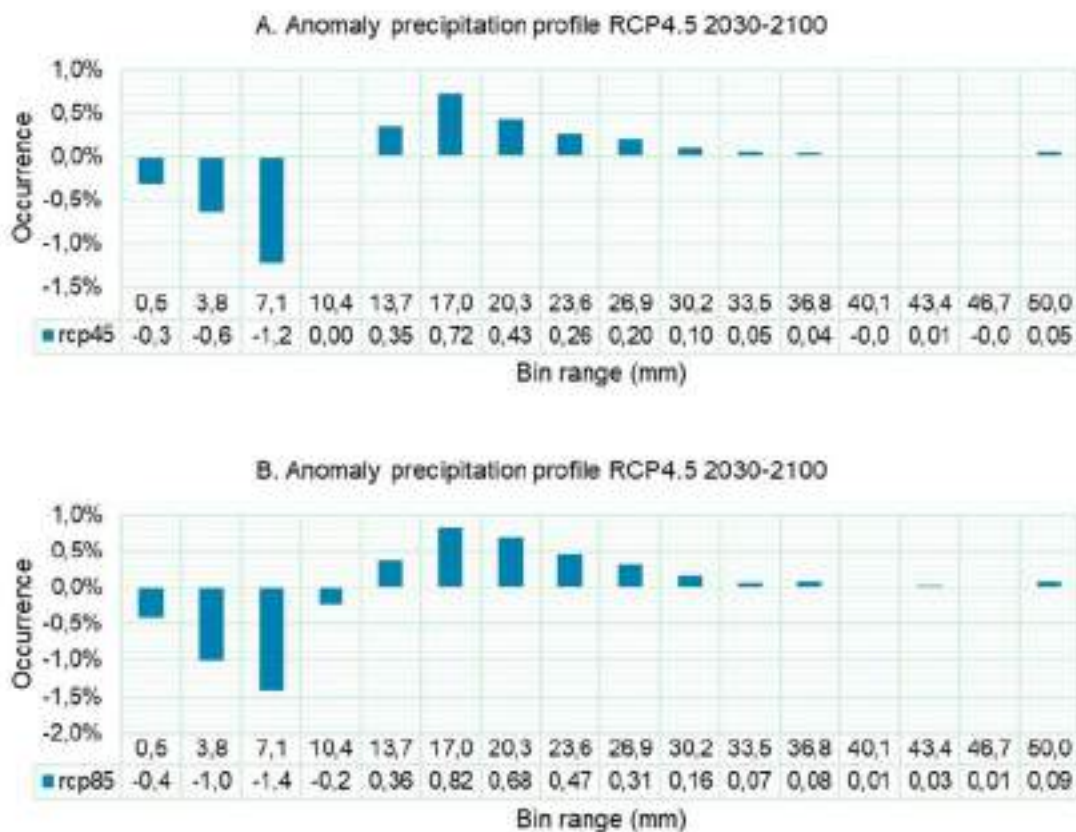 A. Anomaly precipitation profile RCP4.5 2030-2100
1,0%
0,5%
0,0%
-0,5%
-1,0%
-1,5%
Occurrence
0,5 3,8 7,1 10,4 13,7 17,0 20,3 23,6 26,9 30,2 33,5 36,8 40,1 43,4 46,7 50,0
rcp45 -0,3 -0,6 -1,2 0,00 0,35 0,72 0,43 0,26 0,20 0,10 0,05 0,04 -0,0 0,01 -0,0 0,05
Bin range (mm)
B. Anomaly precipitation profile RCP4.5 2030-2100
1,0%
0,5%
0,0%
-0,5%
-1,0%
-1,5%
-2,0%
Occurrence
0,5 3,8 7,1 10,4 13,7 17,0 20,3 23,6 26,9 30,2 33,5 36,8 40,1 43,4 46,7 50,0
rcp85 -0,4 -1,0 -1,4 -0,2 0,36 0,82 0,68 0,47 0,31 0,16 0,07 0,08 0,01 0,03 0,01 0,09
Bin range (mm)